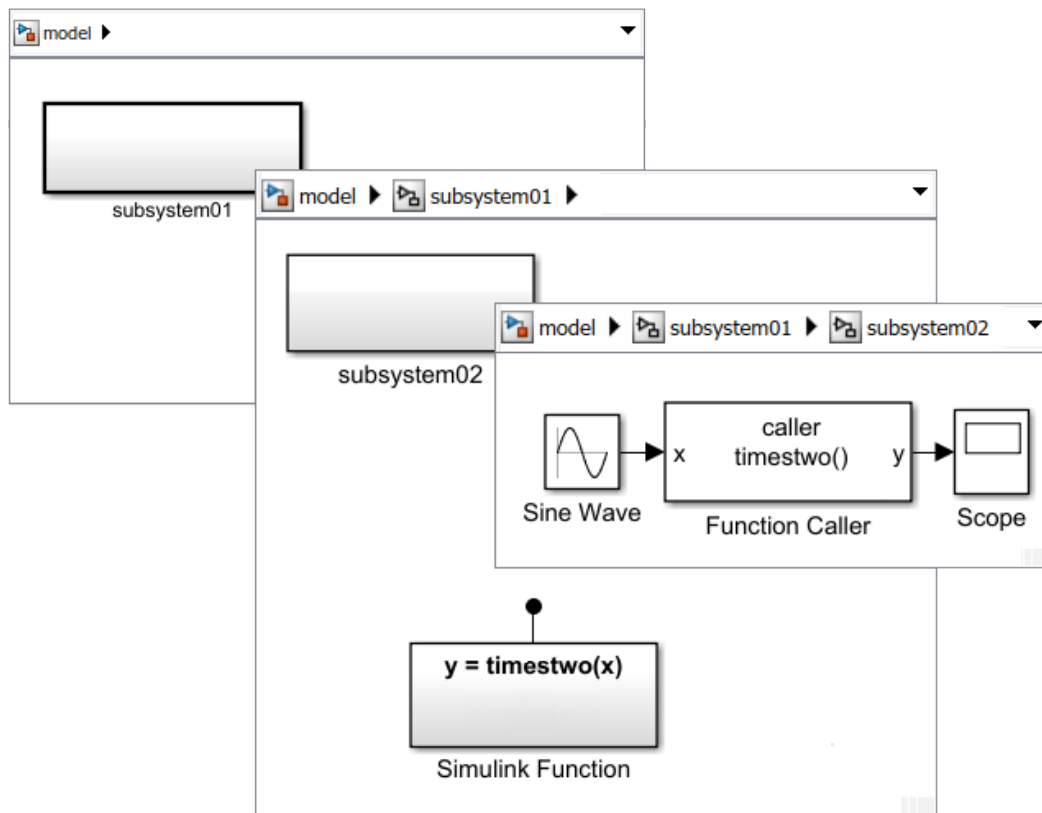 model
subsystem01
model subsystem01
subsystem02
model subsystem01 subsystem02
caller
x timestwo() y
Sine Wave
Function Caller
Scope
y = timestwo(x)
Simulink Function